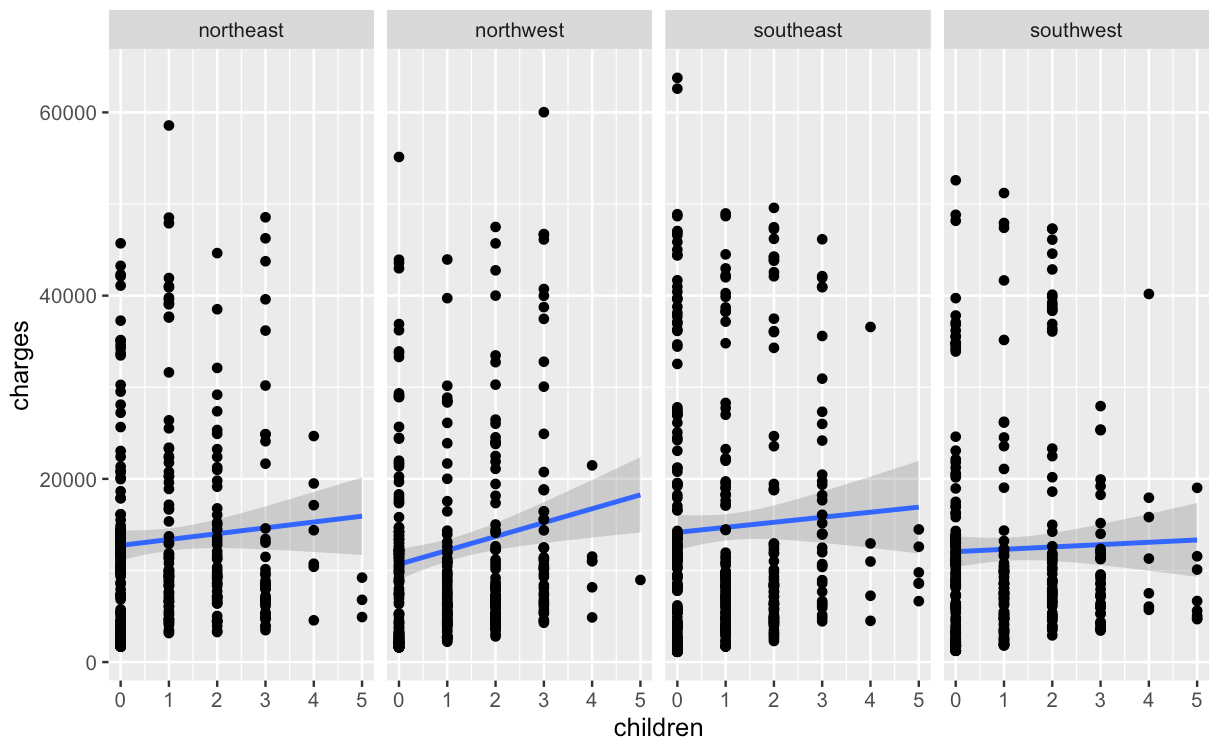 northeast northwest southeast southwest
60000
40000
20000
0
0 1 2 3 4 5 0 1 2 3 4 5 0 1 2 3 4 5 0 1 2 3 4 5
children
charges